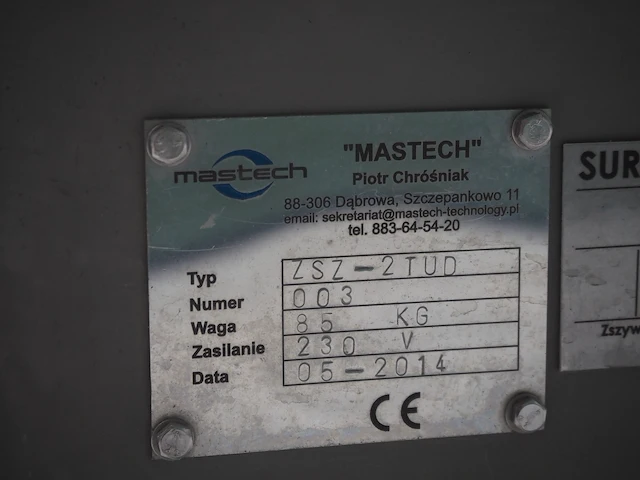 mastech
"MASTECH"
Piotr Chróśniak
88-306 Dąbrowa, Szczepankowo 11
email: sekretariat@mastech-technology.pl
tel. 883-64-54-20
Typ ZSZ-2TUD
Numer 003
Waga 85 KG
Zasilanie 230 V
Data 05-2014
CE
SUR
Zszyw